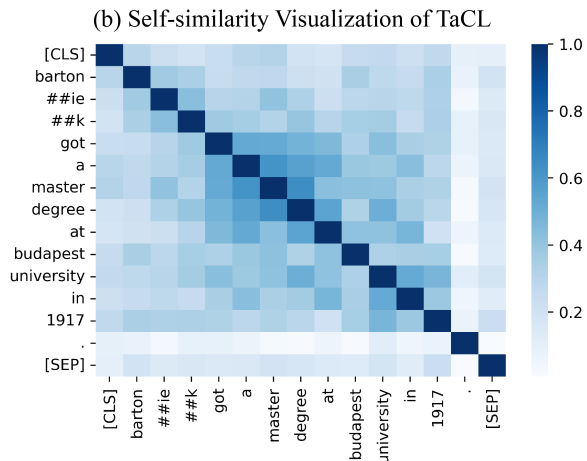 (b) Self-similarity Visualization of TaCL
[CLS]
barton
##ie
##k
got
a
master
degree
at
budapest
university
in
1917
.
[SEP]
[CLS]
barton
##ie
##k
got
a
master
degree
at
budapest
university
in
1917
.
[SEP]
1.0
0.8
0.6
0.4
0.2